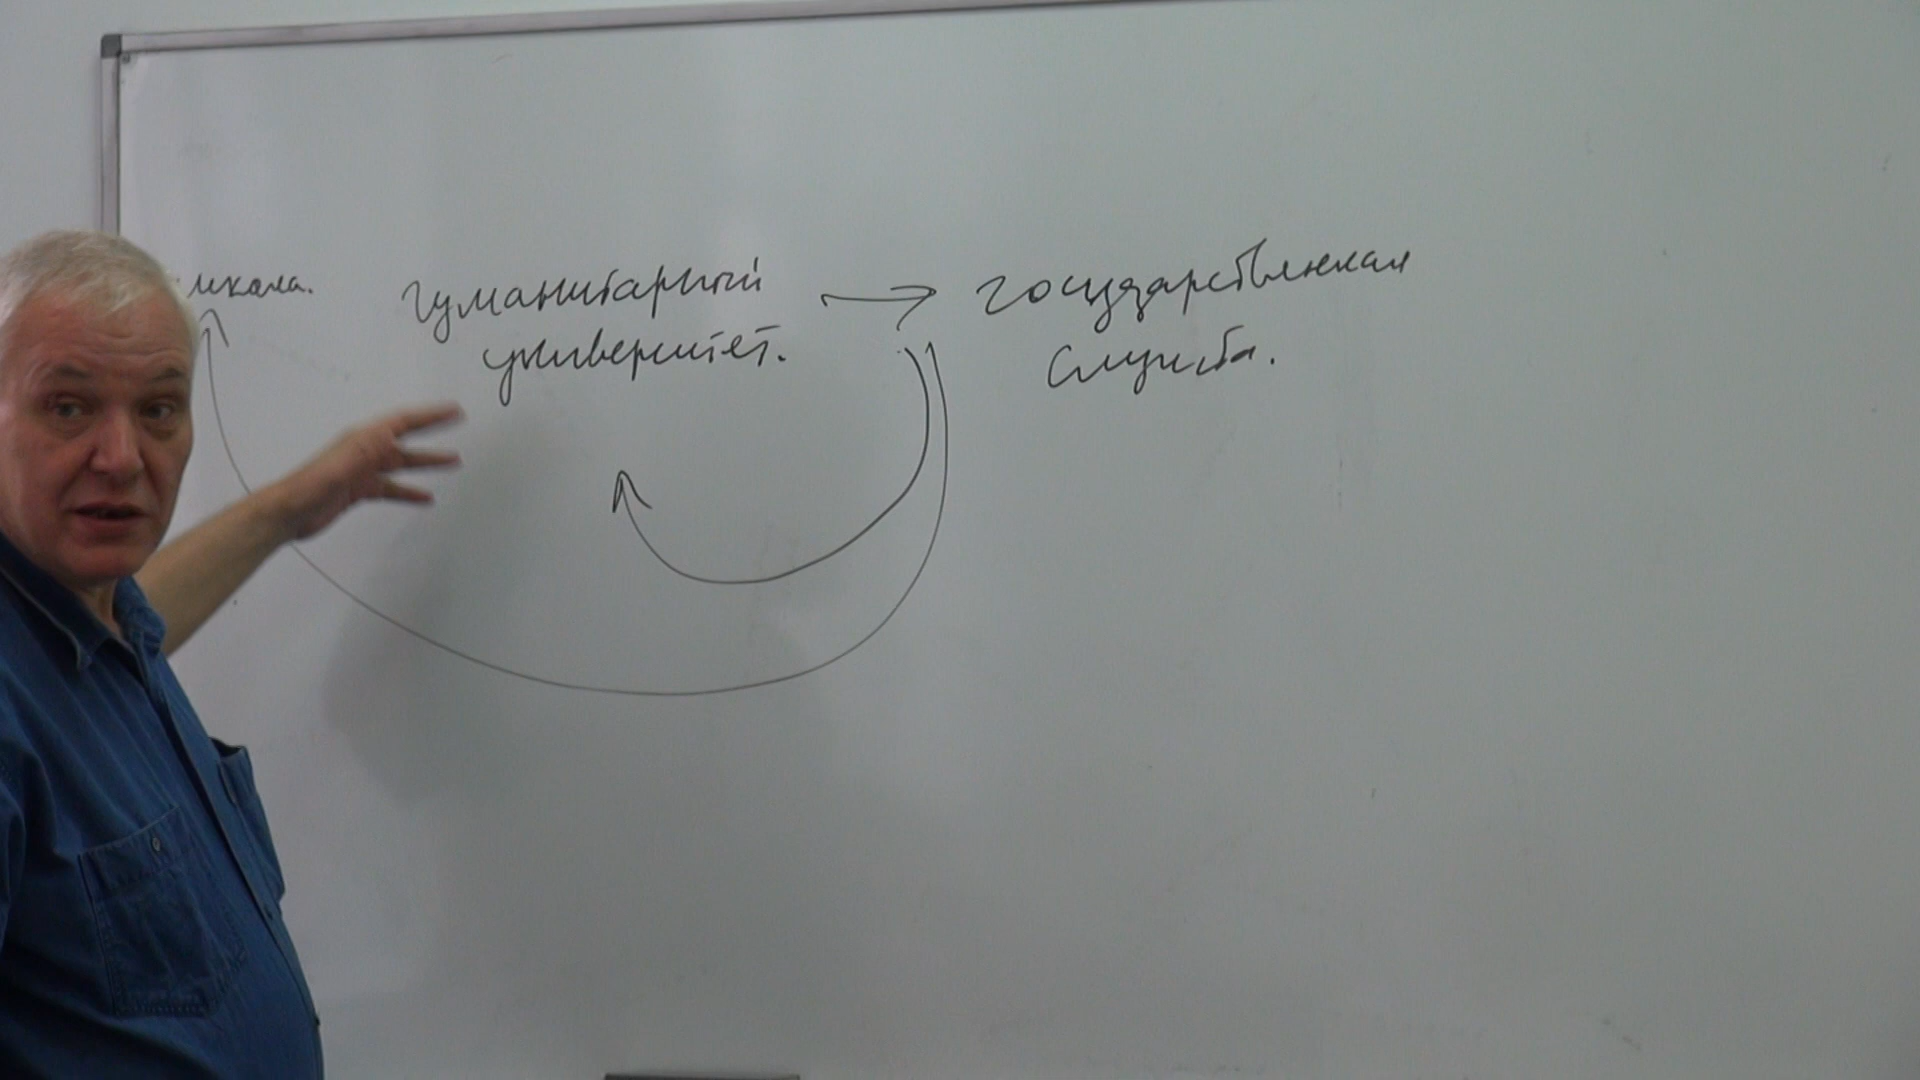 школа.
гуманитарный
университет.
государственная
служба.